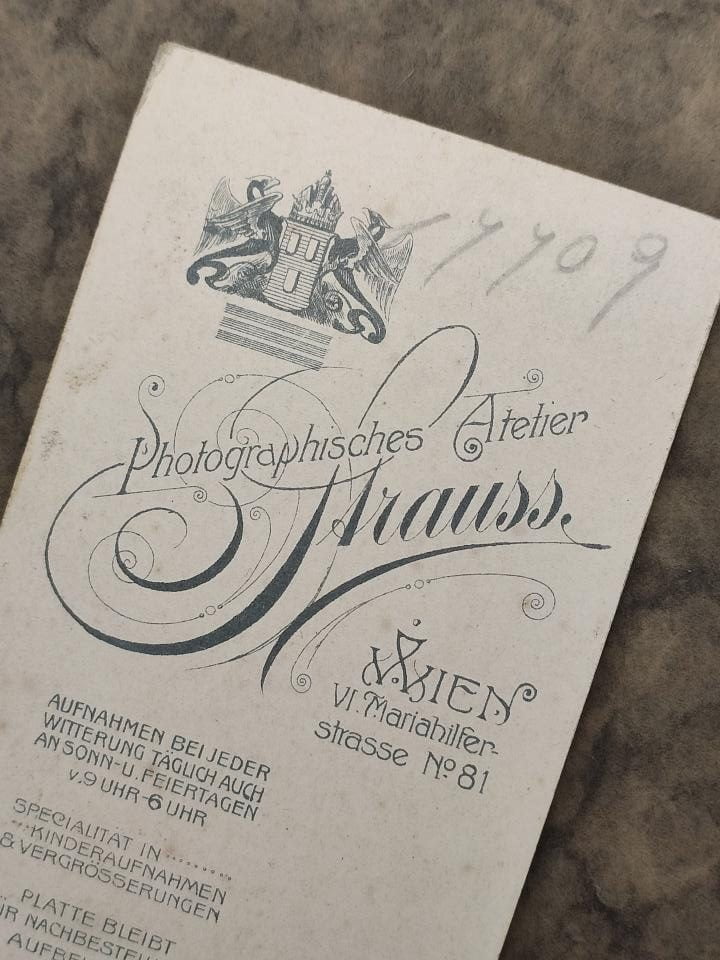 17709
Photographisches Atelier
Strauss.
WIEN
VI. Mariahilfer-
strasse No 81
AUFNAHMEN BEI JEDER
WITTERUNG TÄGLICH AUCH
AN SONN- U. FEIERTAGEN
v. 9 UHR - 6 UHR
SPECIALITÄT IN ........
... KINDERAUFNAHMEN
& VERGRÖSSERUNGEN
... PLATTE BLEIBT